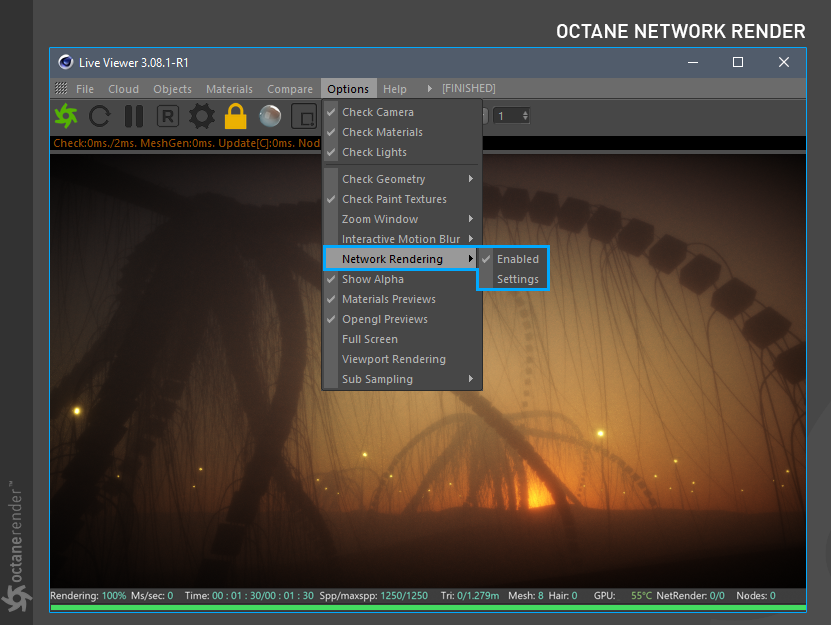 OCTANE NETWORK RENDER
Live Viewer 3.08.1-R1
File Cloud Objects Materials Compare Options Help [FINISHED]
R 1
Check:0ms./2ms. MeshGen:0ms. Update[C]:0ms. Nod
Check Camera
Check Materials
Check Lights
Check Geometry
Check Paint Textures
Zoom Window
Interactive Motion Blur
Network Rendering
Enabled
Settings
Show Alpha
Materials Previews
Opengl Previews
Full Screen
Viewport Rendering
Sub Sampling
Rendering: 100% Ms/sec: 0 Time: 00 : 01 : 30/00 : 01 : 30 Spp/maxspp: 1250/1250 Tri: 0/1.279m Mesh: 8 Hair: 0 GPU: 55°C NetRender: 0/0 Nodes: 0
octanerender™